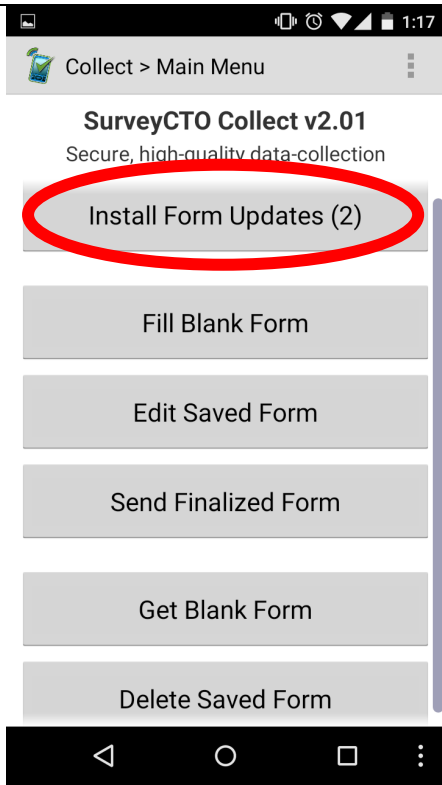 1:17
Collect > Main Menu
SurveyCTO Collect v2.01
Secure, high-quality data-collection
Install Form Updates (2)
Fill Blank Form
Edit Saved Form
Send Finalized Form
Get Blank Form
Delete Saved Form